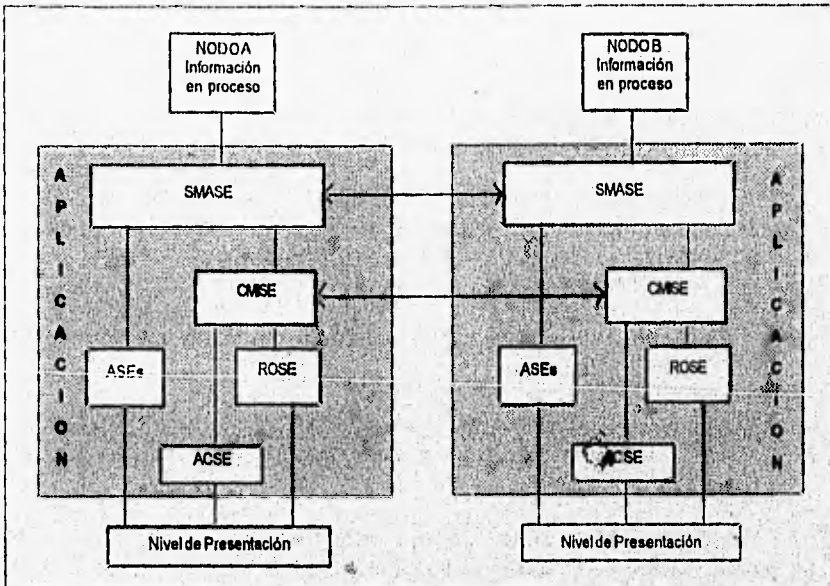 NODO A
Información
en proceso
A
P
L
I
C
A
C
I
O
N
SMASE
CMISE
ASEs
ROSE
ACSE
Nivel de Presentación
NODO B
Información
en proceso
SMASE
CMISE
ASEs
ROSE
ACSE
A
P
L
I
C
A
C
I
O
N
Nivel de Presentación